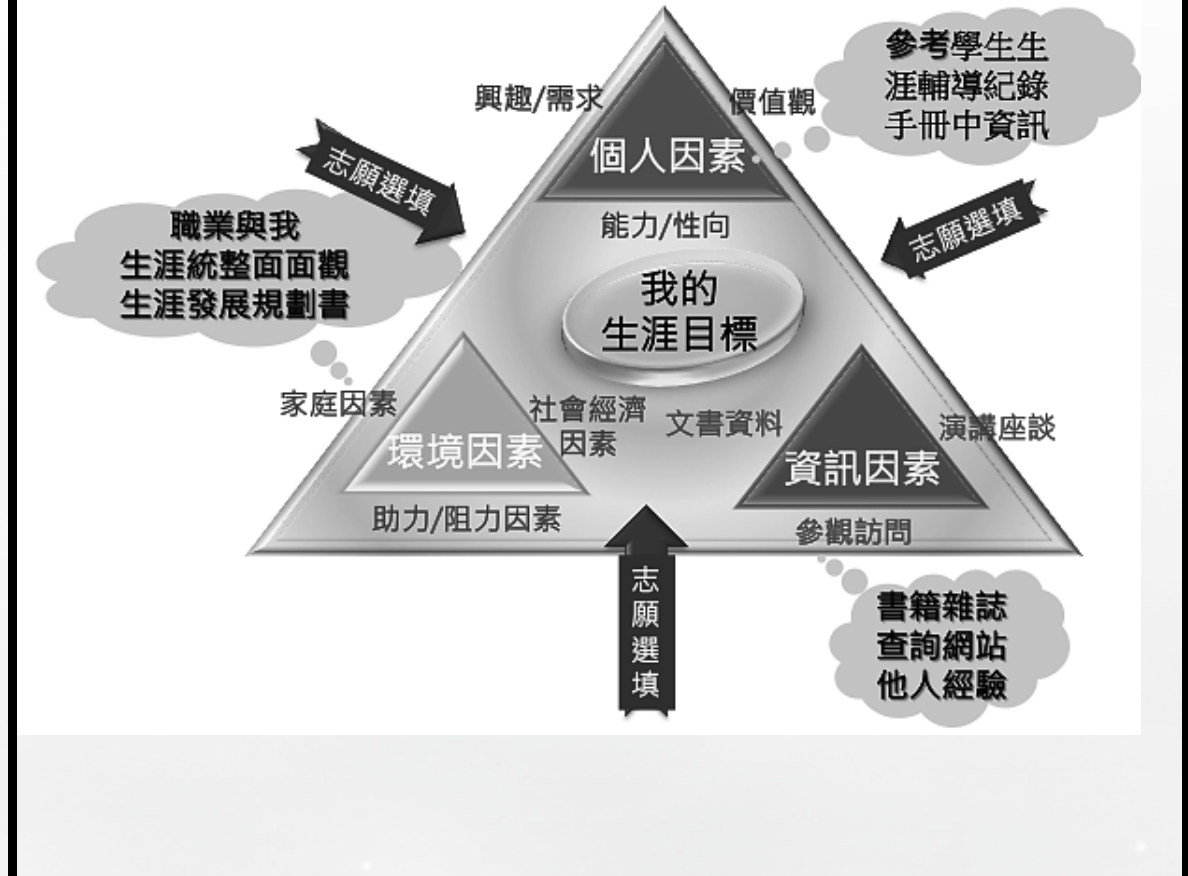 參考學生生
涯輔導紀錄
手冊中資訊
興趣/需求
價值觀
個人因素
能力/性向
志願選填
志願選填
職業與我
生涯統整面面觀
生涯發展規劃書
我的
生涯目標
家庭因素
社會經濟
因素
環境因素
助力/阻力因素
文書資料
演講座談
資訊因素
參觀訪問
志願選填
書籍雜誌
查詢網站
他人經驗